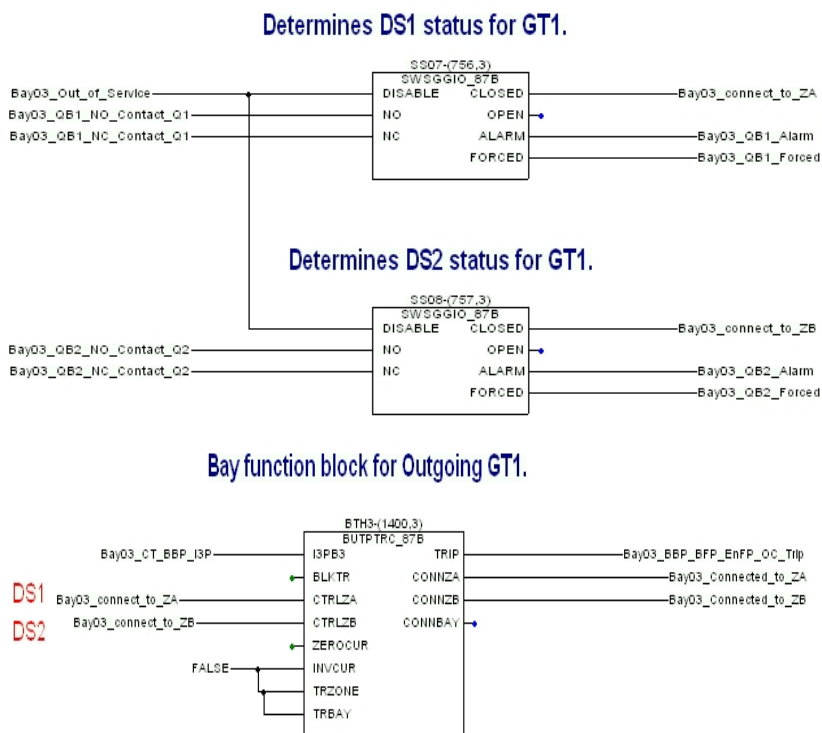 Determines DS1 status for GT1.
SS07-(756,3)
SWSGGIO_87B
Bay03_Out_of_Service DISABLE CLOSED Bay03_connect_to_ZA
Bay03_QB1_NO_Contact_Q1 NO OPEN
Bay03_QB1_NC_Contact_Q1 NC ALARM Bay03_QB1_Alarm
FORCED Bay03_QB1_Forced
Determines DS2 status for GT1.
SS08-(757,3)
SWSGGIO_87B
DISABLE CLOSED Bay03_connect_to_ZB
Bay03_QB2_NO_Contact_Q2 NO OPEN
Bay03_QB2_NC_Contact_Q2 NC ALARM Bay03_QB2_Alarm
FORCED Bay03_QB2_Forced
Bay function block for Outgoing GT1.
BTH3-(1400,3)
BUTPTRC_87B
Bay03_CT_BBP_I3P I3PB3 TRIP Bay03_BBP_BFP_EnFP_OC_Trip
BLKTR CONNZA Bay03_Connected_to_ZA
DS1 Bay03_connect_to_ZA CTRLZA CONNZB Bay03_Connected_to_ZB
DS2 Bay03_connect_to_ZB CTRLZB CONNBAY
ZEROCUR
FALSE INVCUR
TRZONE
TRBAY